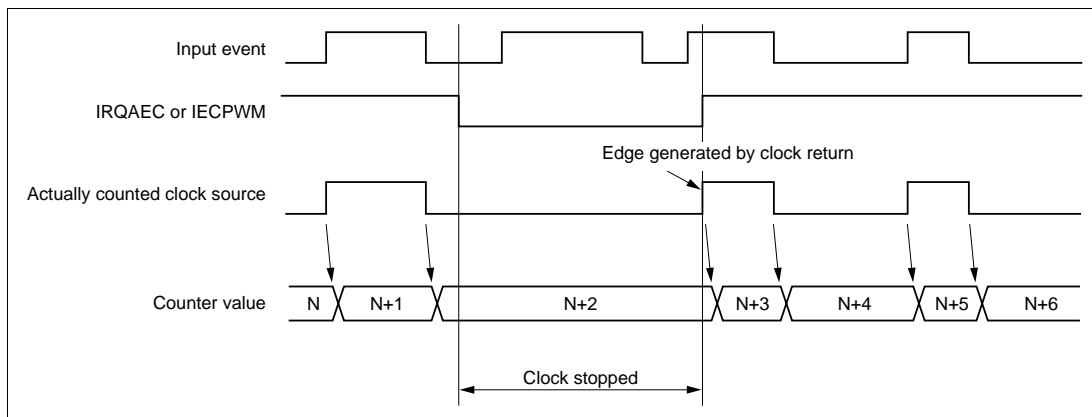 Input event
IRQAEC or IECPWM
Edge generated by clock return
Actually counted clock source
Counter value
N
N+1
N+2
N+3
N+4
N+5
N+6
Clock stopped